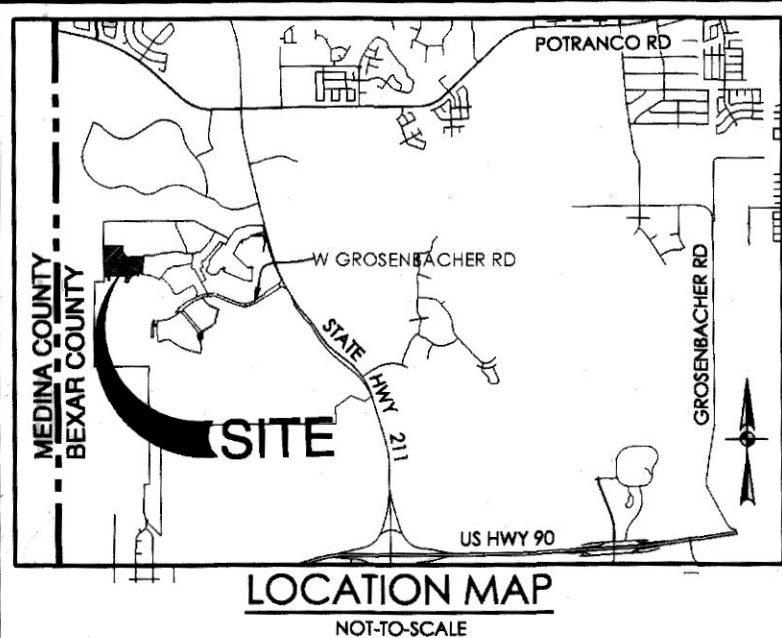 POTRANCO RD
W GROSENBACHER RD
MEDINA COUNTY
BEXAR COUNTY
STATE HWY 211
GROSENBACHER RD
SITE
US HWY 90
LOCATION MAP
NOT-TO-SCALE